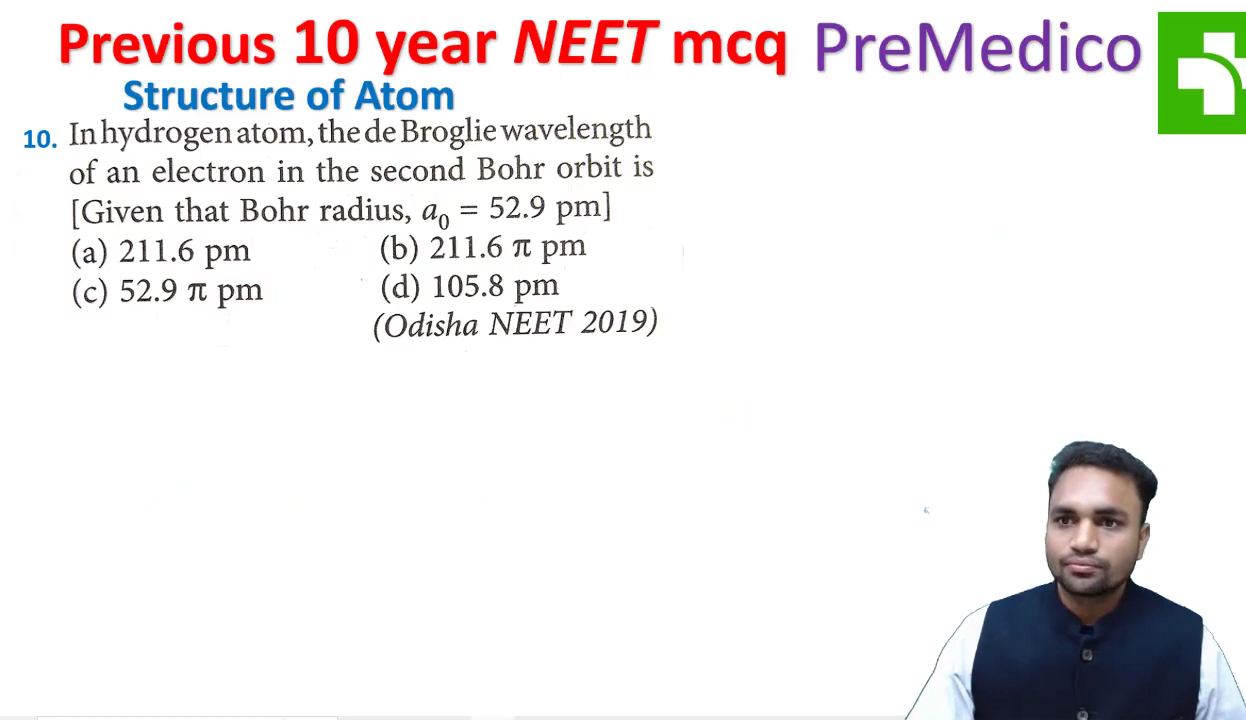 Previous 10 year NEET mcq PreMedico
Structure of Atom
10. In hydrogen atom, the de Broglie wavelength
of an electron in the second Bohr orbit is
[Given that Bohr radius, a₀ = 52.9 pm]
(a) 211.6 pm (b) 211.6 π pm
(c) 52.9 π pm (d) 105.8 pm
(Odisha NEET 2019)